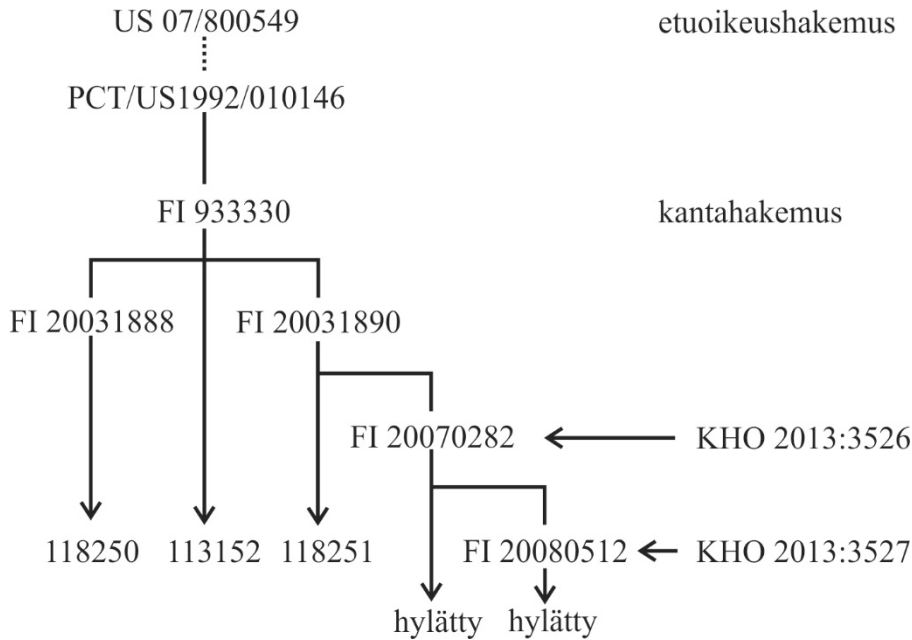 US 07/800549 etuoikeushakemus
PCT/US1992/010146
FI 933330 kantahakemus
FI 20031888 FI 20031890
FI 20070282 KHO 2013:3526
118250 113152 118251 FI 20080512 KHO 2013:3527
hylätty hylätty